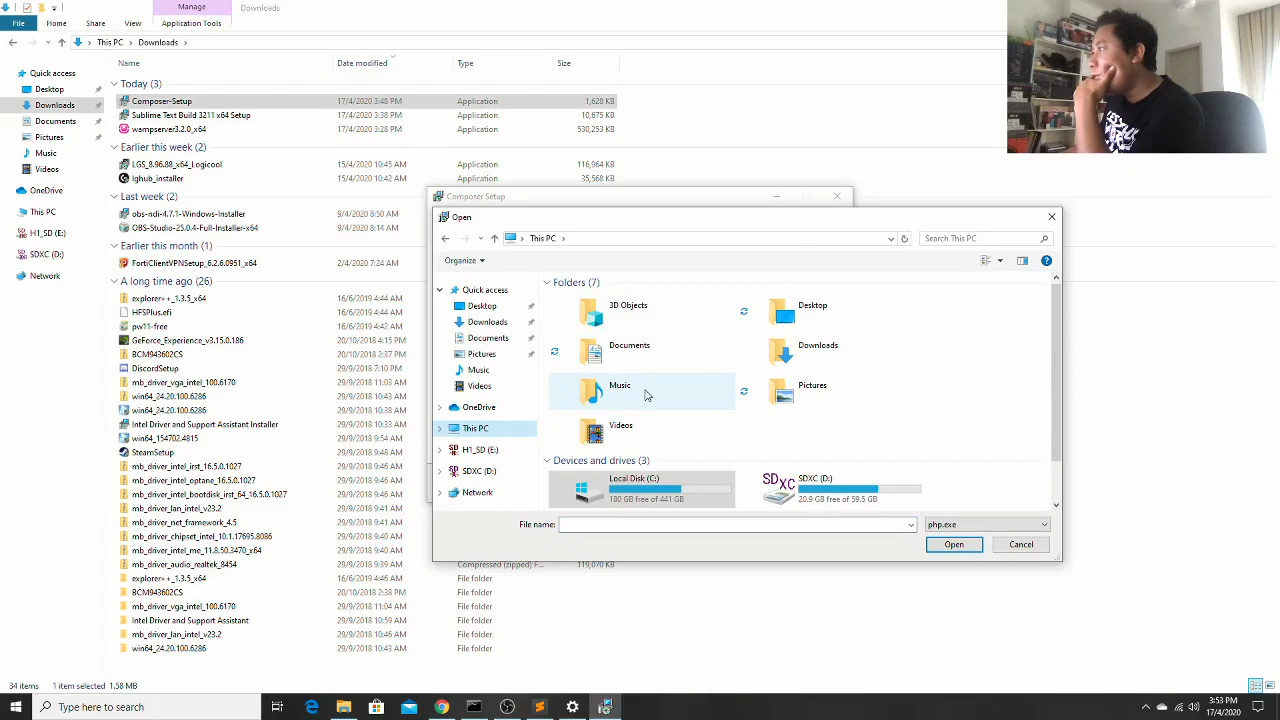 Manage
Downloads
File
Home
Share
View
Application Tools
This PC
Downloads
Name
Date modified
Type
Size
Quick access
Desktop
Downloads
Documents
Pictures
Music
Videos
OneDrive
This PC
H1_SD (E:)
SDXC (D:)
Network
Today (3)
Composer-Setup 17/4/2020 3:48 PM Application 1,628 KB
Sublime Text Build 3211 x64 Setup 17/4/2020 3:38 PM Application 10,675 KB
wampserver3.2.0_x64 17/4/2020 3:28 PM Application 530,253 KB
Earlier this week (2)
LGS_8.96.88_x64_Logicool 15/4/2020 10:45 AM Application 116,964 KB
lghub_installer 15/4/2020 10:42 AM Application 35,568 KB
Last week (2)
obs-ndi-4.7.1-Windows-Installer 9/4/2020 8:50 AM
OBS-Studio-25.0.4-Full-Installer-x64 9/4/2020 8:14 AM
Earlier this month (1)
FortiClientVPNSetup_6.2.6.0951_x64 2/4/2020 7:24 AM
A long time ago (26)
explorer++_1.3.5_x64 16/6/2019 4:44 AM
HFSPlus.efi 16/6/2019 4:44 AM
pw11-free 16/6/2019 4:42 AM
GeForce_Experience_v3.15.0.186 20/10/2018 3:00 PM
BCM943602CS 20/10/2018 2:37 PM
DiscordSetup 20/10/2018 2:21 PM
mb_driver_vga_intel_100.6170 29/9/2018 11:03 AM
win64_24.20.100.6286 29/9/2018 10:40 AM
win64_24.20.100.6286 29/9/2018 10:38 AM
Intel Driver and Support Assistant Installer 29/9/2018 10:33 AM
win64_154702.4815 29/9/2018 9:54 AM
SteamSetup 29/9/2018 9:48 AM
mb_driver_intel_irst_64_16.5.0.1027 29/9/2018 9:46 AM
mb_driver_intel_optane_16.5.0.1027 29/9/2018 9:46 AM
mb_driver_intel_bootdisk_irst_64_16.5.0.1027 29/9/2018 9:41 AM
mb_driver_lan_intel_v23.2 29/9/2018 9:41 AM
mb_driver_net_framework_4.5 29/9/2018 9:41 AM
mb_driver_chipset_intel_10.1.17695.8086 29/9/2018 9:40 AM
mb_driver_intel_me_11.8.50.3470_x64 29/9/2018 9:40 AM
mb_driver_audio_realtek_8454 29/9/2018 9:39 AM Compressed (zipped) F... 119,070 KB
explorer++_1.3.5_x64 16/6/2019 4:44 AM File folder
BCM943602CS 20/10/2018 2:38 PM File folder
mb_driver_vga_intel_100.6170 29/9/2018 11:04 AM File folder
Intel Driver and Support Assistant 29/9/2018 10:59 AM File folder
mb_driver_lan_intel_v23.2 29/9/2018 10:46 AM File folder
win64_24.20.100.6286 29/9/2018 10:43 AM File folder
Composer Setup
Open
This PC
Search This PC
Organize
Quick access
Desktop
Downloads
Documents
Pictures
Music
Videos
OneDrive
This PC
H1_SD (E:)
SDXC (D:)
Network
Folders (7)
3D Objects
Desktop
Documents
Downloads
Music
Pictures
Videos
Devices and drives (3)
Local Disk (C:)
180 GB free of 441 GB
SDXC (D:)
20.9 GB free of 59.5 GB
File name:
php.exe
Open
Cancel
34 items 1 item selected 1.58 MB
Type here to search
3:53 PM
17/4/2020